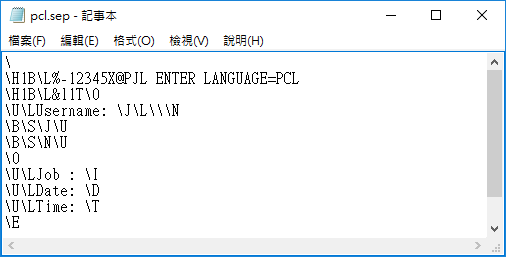 pcl.sep - 記事本
檔案(F) 編輯(E) 格式(O) 檢視(V) 說明(H)
\
\H1B\L%-12345X@PJL ENTER LANGUAGE=PCL
\H1B\L&l1T\0
\U\LUsername: \J\L\\\N
\B\S\J\U
\B\S\N\U
\0
\U\LJob : \I
\U\LDate: \D
\U\LTime: \T
\E